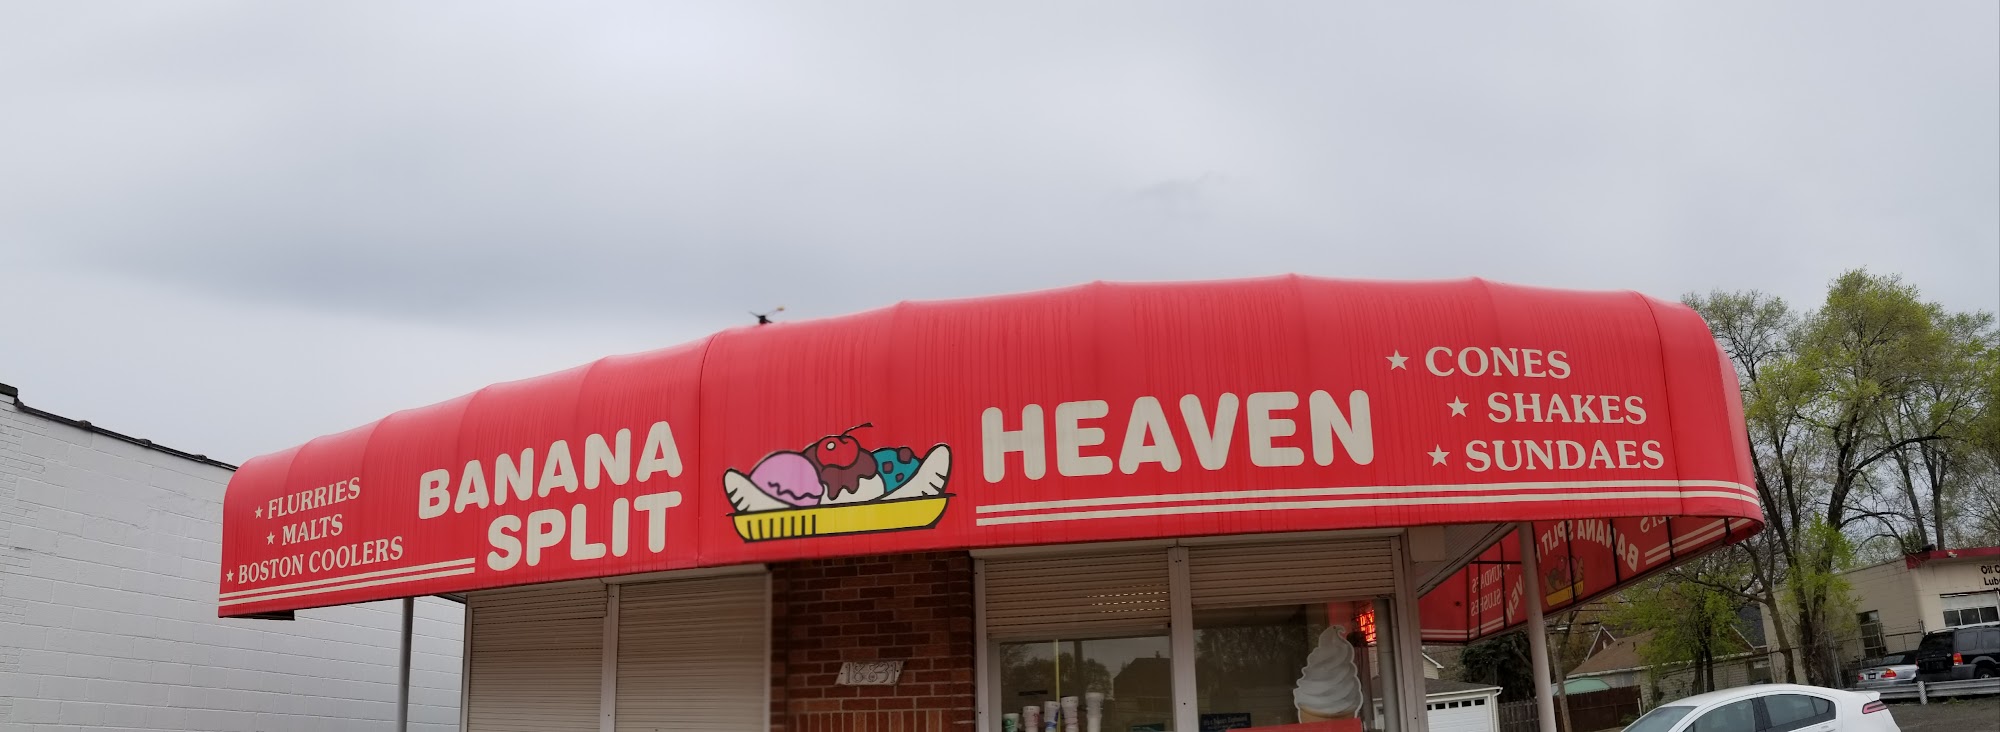 ★ FLURRIES
★ MALTS
★ BOSTON COOLERS
BANANA
SPLIT
HEAVEN
★ CONES
★ SHAKES
★ SUNDAES